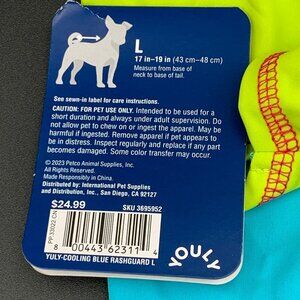 L
17 in–19 in (43 cm–48 cm)
Measure from base of
neck to base of tail.
See sewn-in label for care instructions.
CAUTION: FOR PET USE ONLY. Intended to be used for a
short duration and always under adult supervision. Do
not allow pet to chew on or ingest the apparel. May be
harmful if ingested. Remove apparel if pet appears to
be in distress. Inspect regularly and replace if any part
becomes damaged. Some color transfer may occur.
© 2023 Petco Animal Supplies, Inc.
All Rights Reserved.
Made Responsibly in China.
Distributed by: International Pet Supplies
and Distribution, Inc., San Diego, CA 92127
$24.99
SKU 3695952
PP33022.CN
8 00443 62311 4
YULY-COOLING BLUE RASHGUARD L
YOULY